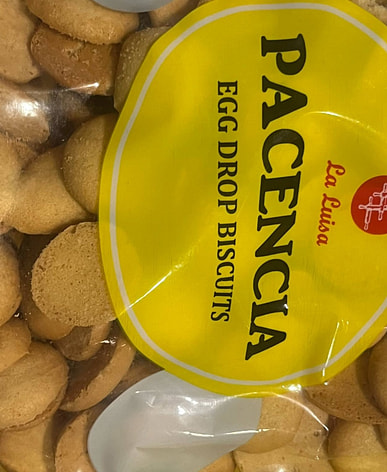 La Luisa
PACENCIA
EGG DROP BISCUITS